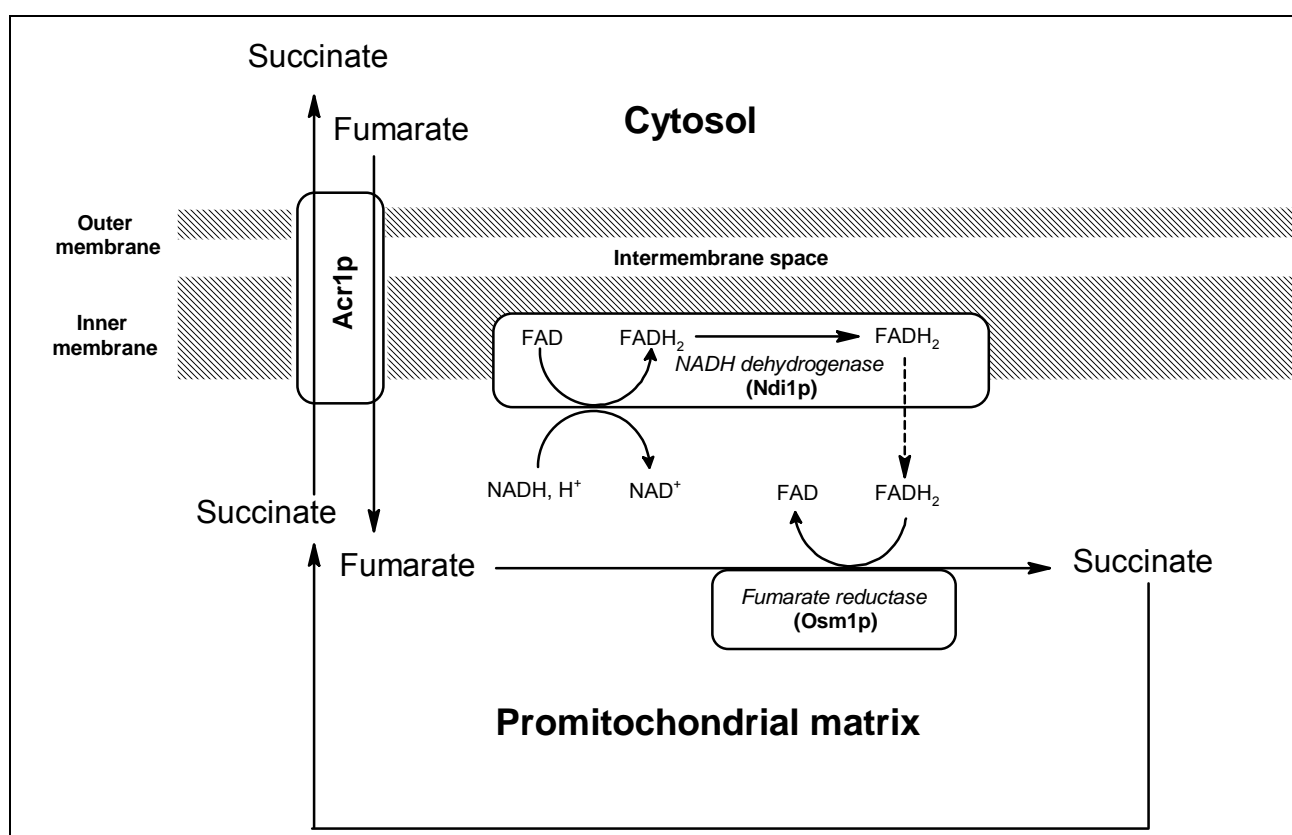 Succinate
Fumarate
Cytosol
Outer
membrane
Intermembrane space
Acr1p
Inner
membrane
FAD
FADH₂
FADH₂
NADH dehydrogenase
(Ndi1p)
NADH, H⁺
NAD⁺
FAD
FADH₂
Succinate
Fumarate
Succinate
Fumarate reductase
(Osm1p)
Promitochondrial matrix